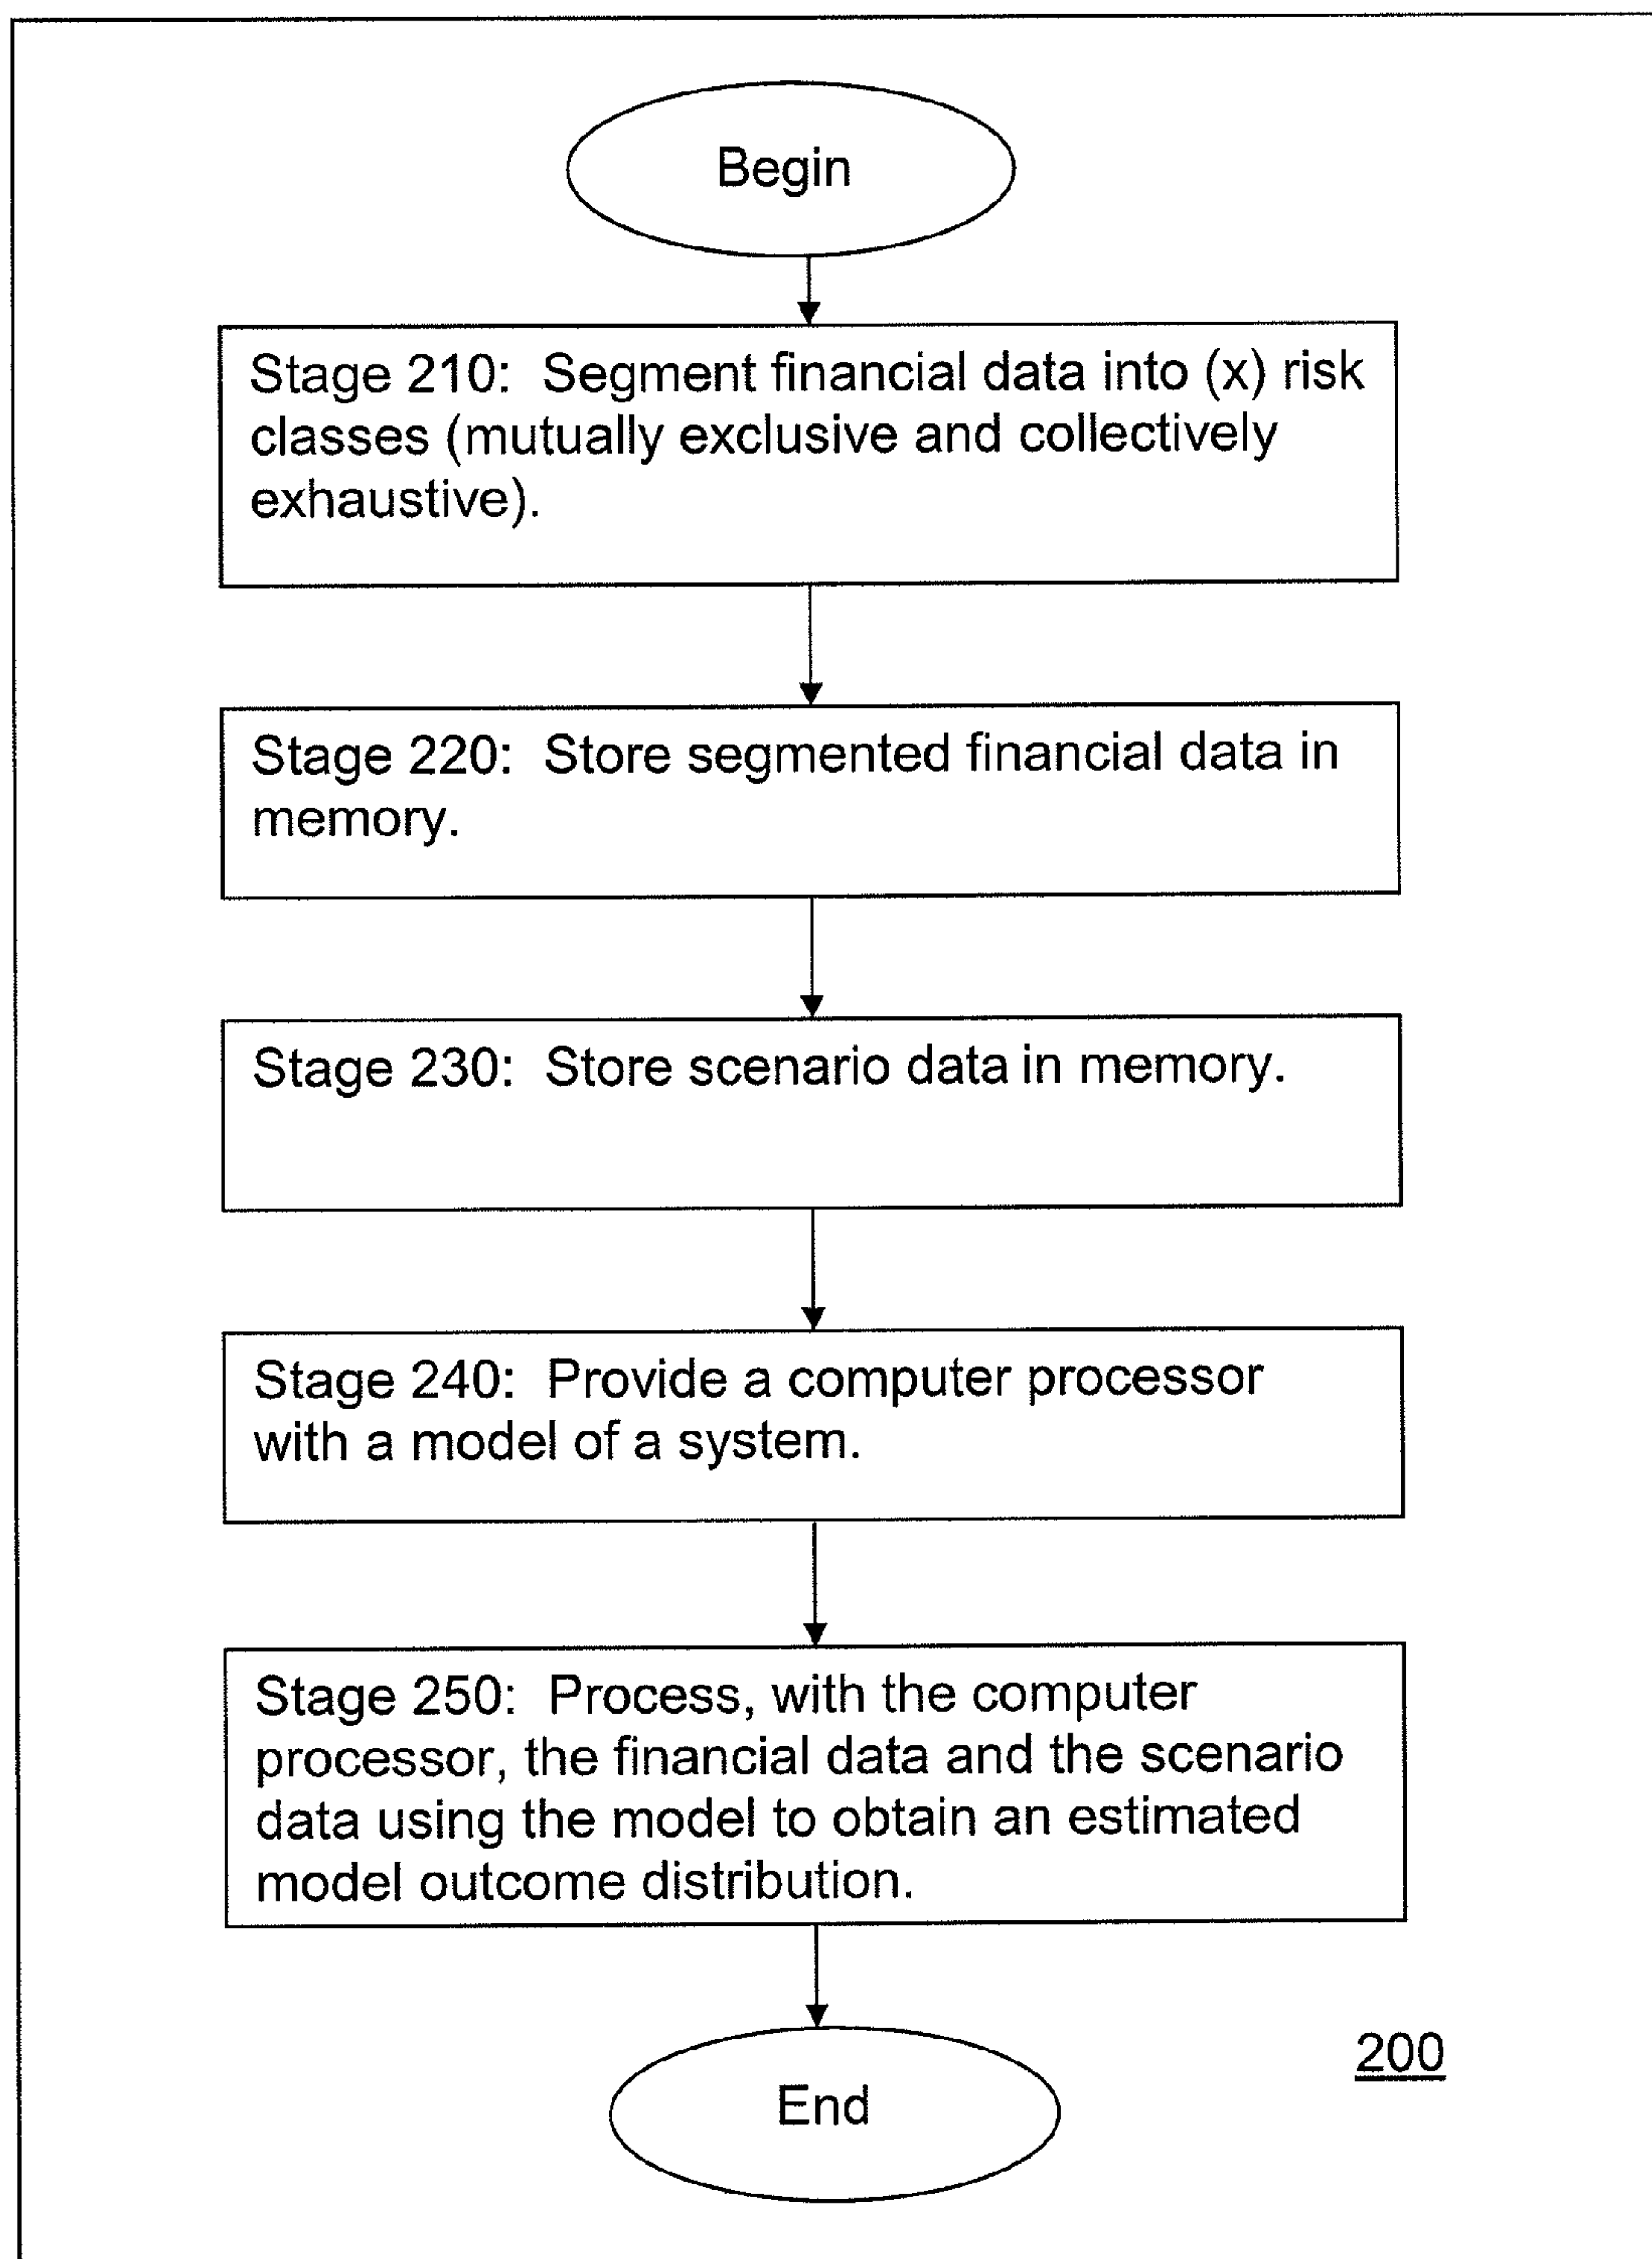 Begin
Stage 210: Segment financial data into (x) risk
classes (mutually exclusive and collectively
exhaustive).
Stage 220: Store segmented financial data in
memory.
Stage 230: Store scenario data in memory.
Stage 240: Provide a computer processor
with a model of a system.
Stage 250: Process, with the computer
processor, the financial data and the scenario
data using the model to obtain an estimated
model outcome distribution.
200
End